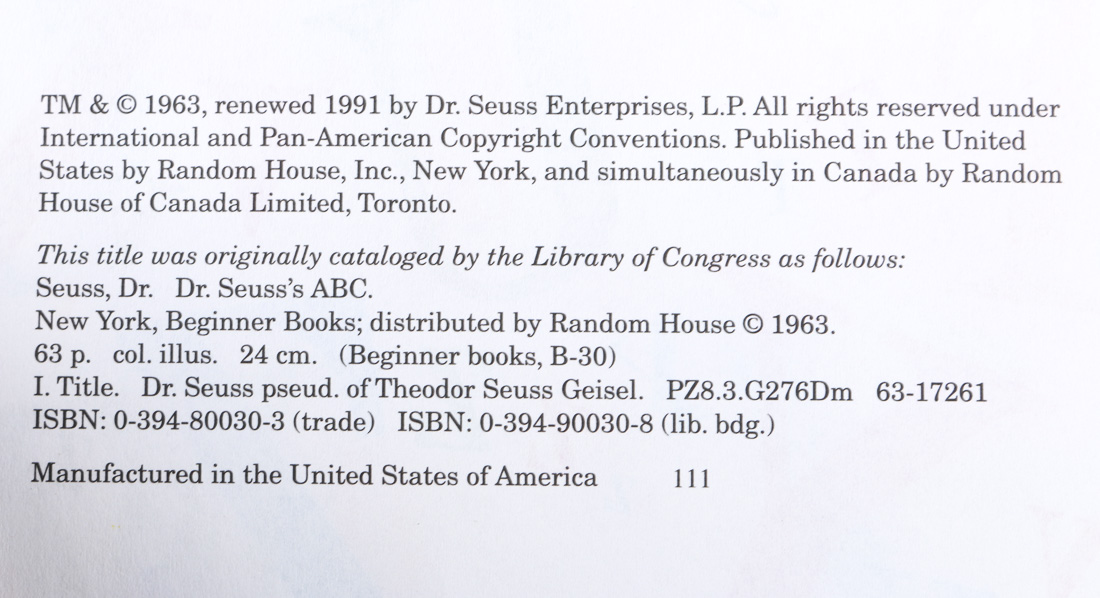 TM & © 1963, renewed 1991 by Dr. Seuss Enterprises, L.P. All rights reserved under
International and Pan-American Copyright Conventions. Published in the United
States by Random House, Inc., New York, and simultaneously in Canada by Random
House of Canada Limited, Toronto.
This title was originally cataloged by the Library of Congress as follows:
Seuss, Dr. Dr. Seuss's ABC.
New York, Beginner Books; distributed by Random House © 1963.
63 p. col. illus. 24 cm. (Beginner books, B-30)
I. Title. Dr. Seuss pseud. of Theodor Seuss Geisel. PZ8.3.G276Dm 63-17261
ISBN: 0-394-80030-3 (trade) ISBN: 0-394-90030-8 (lib. bdg.)
Manufactured in the United States of America 111